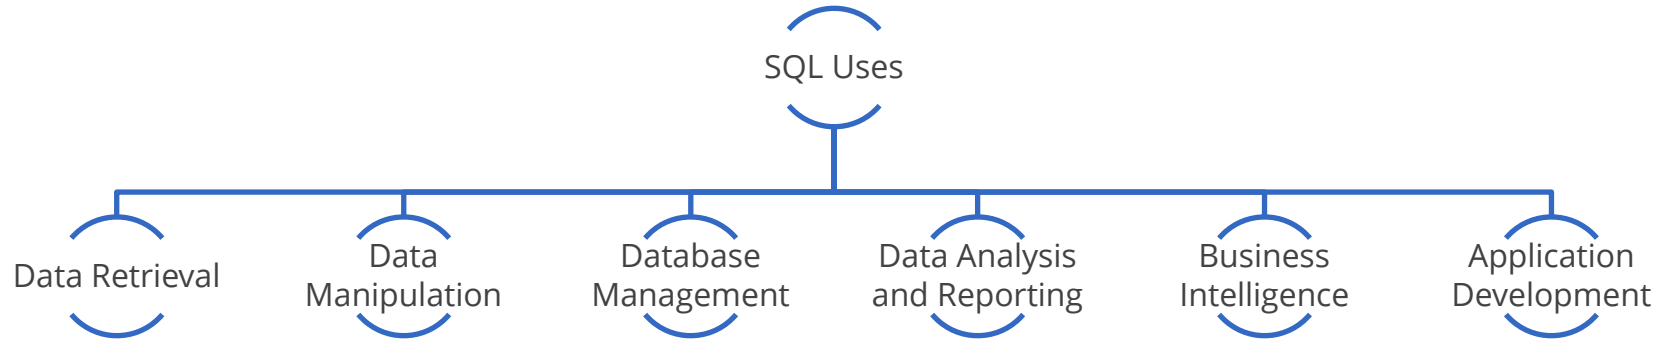 SQL Uses
Data Retrieval
Data
Manipulation
Database
Management
Data Analysis
and Reporting
Business
Intelligence
Application
Development